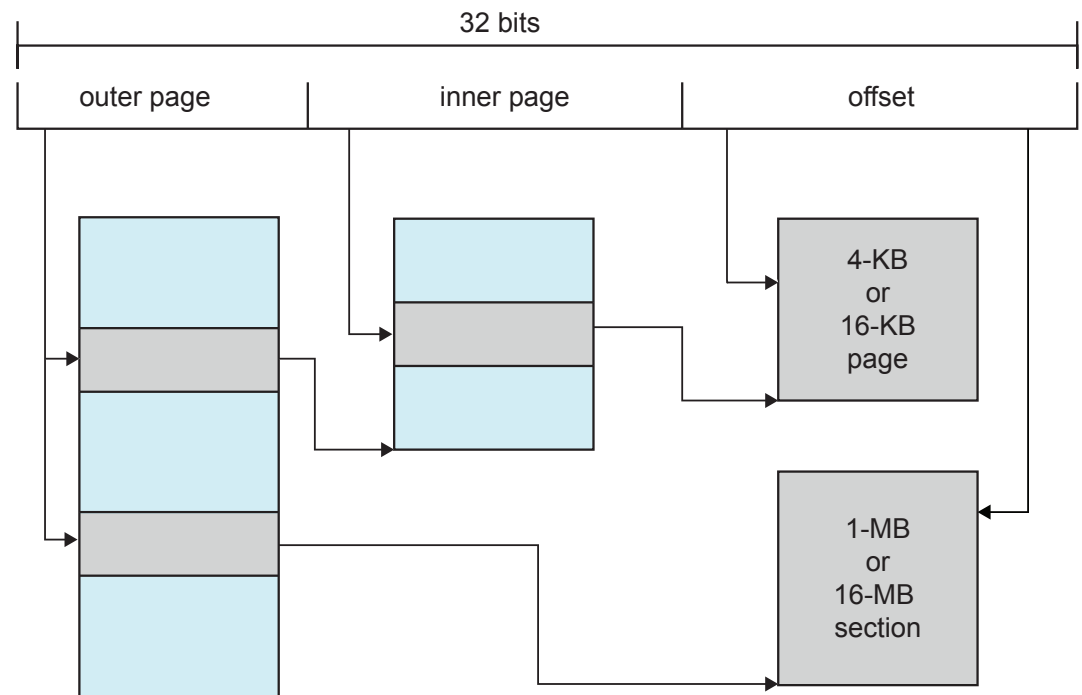 32 bits
outer page
inner page
offset
4-KB
or
16-KB
page
1-MB
or
16-MB
section